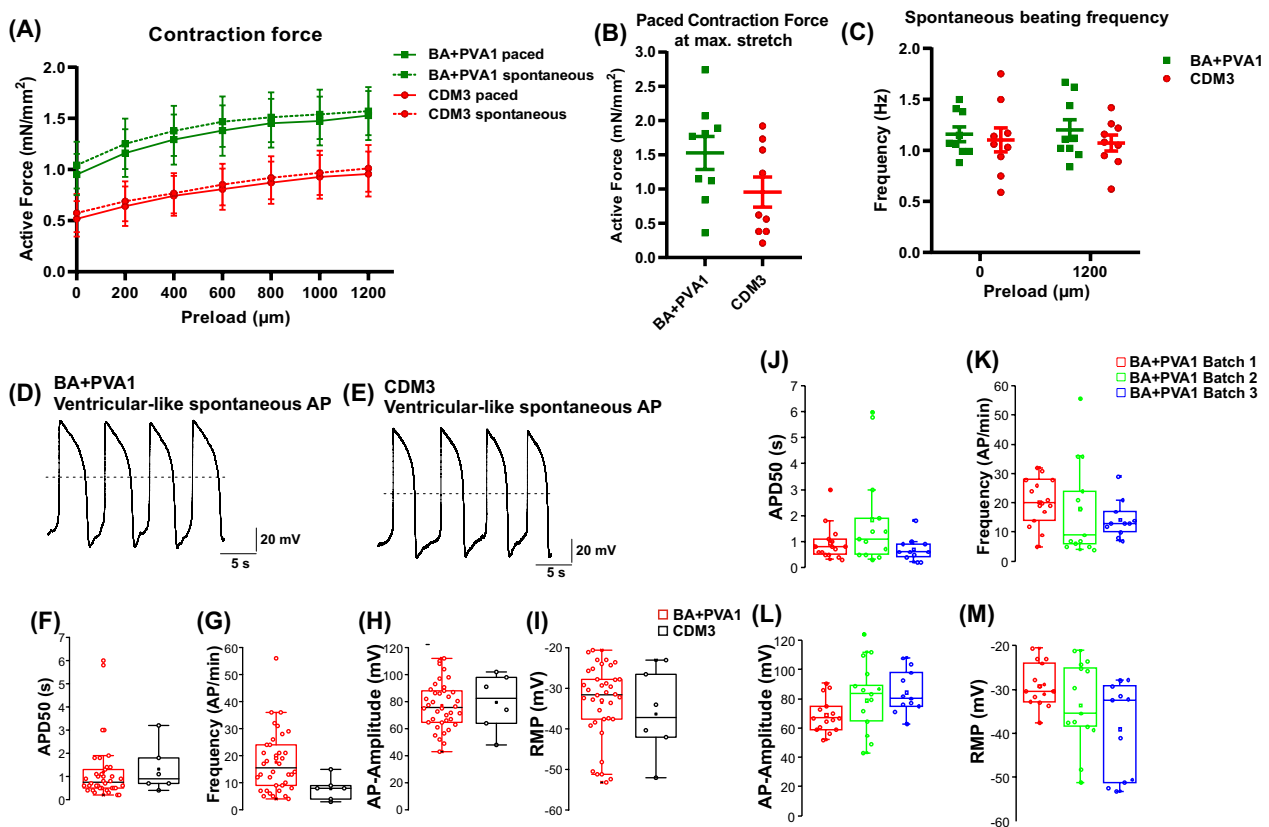 (A)
Contraction force
BA+PVA1 paced
BA+PVA1 spontaneous
CDM3 paced
CDM3 spontaneous
Active Force (mN/mm²)
2.0
1.5
1.0
0.5
0.0
0 200 400 600 800 1000 1200
Preload (µm)
(B)
Paced Contraction Force
at max. stretch
Active Force (mN/mm²)
3.0
2.5
2.0
1.5
1.0
0.5
0.0
BA+PVA1 CDM3
(C)
Spontaneous beating frequency
BA+PVA1
CDM3
Frequency (Hz)
2.0
1.5
1.0
0.5
0.0
0 1200
Preload (µm)
(D)
BA+PVA1
Ventricular-like spontaneous AP
20 mV
5 s
(E)
CDM3
Ventricular-like spontaneous AP
20 mV
5 s
(J)
APD50 (s)
7
6
5
4
3
2
1
0
(K)
BA+PVA1 Batch 1
BA+PVA1 Batch 2
BA+PVA1 Batch 3
Frequency (AP/min)
60
50
40
30
20
10
0
(F)
APD50 (s)
7
6
5
4
3
2
1
0
(G)
Frequency (AP/min)
60
50
40
30
20
10
0
(H)
AP-Amplitude (mV)
120
100
80
60
40
20
0
(I)
BA+PVA1
CDM3
RMP (mV)
-20
-30
-40
-50
-60
(L)
AP-Amplitude (mV)
120
100
80
60
40
20
0
(M)
RMP (mV)
-20
-30
-40
-50
-60